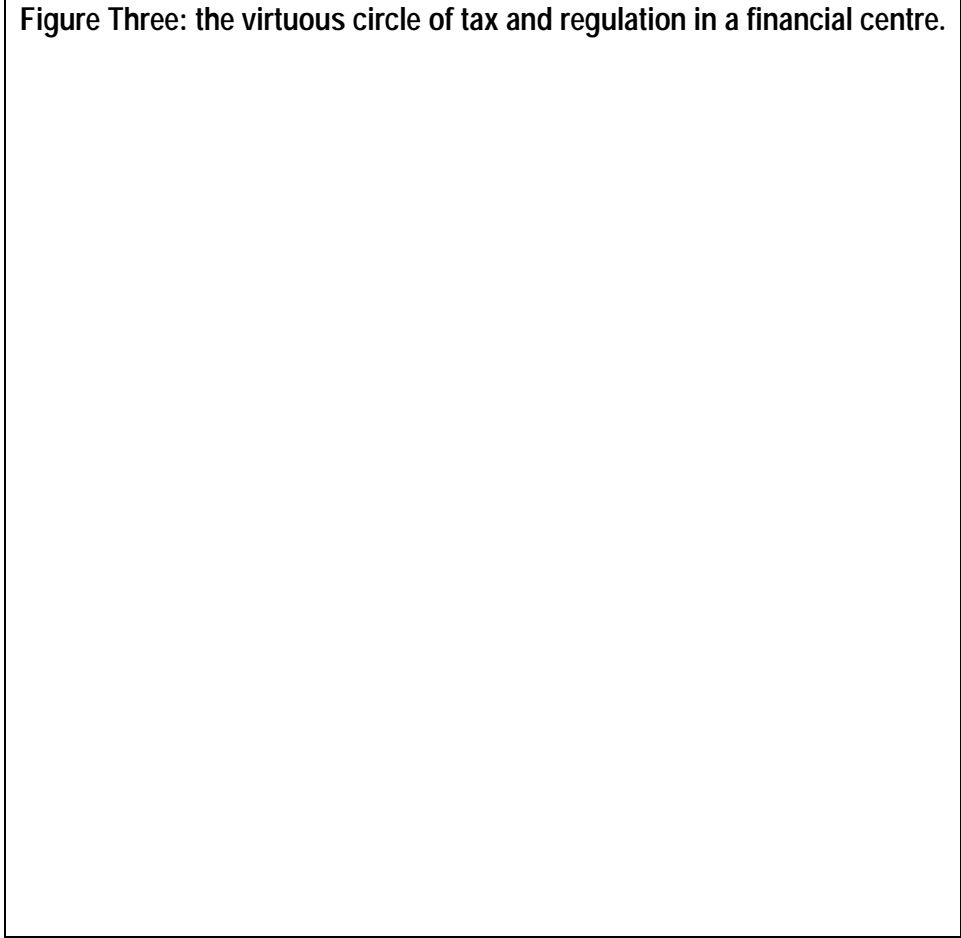 Figure Three: the virtuous circle of tax and regulation in a financial centre.